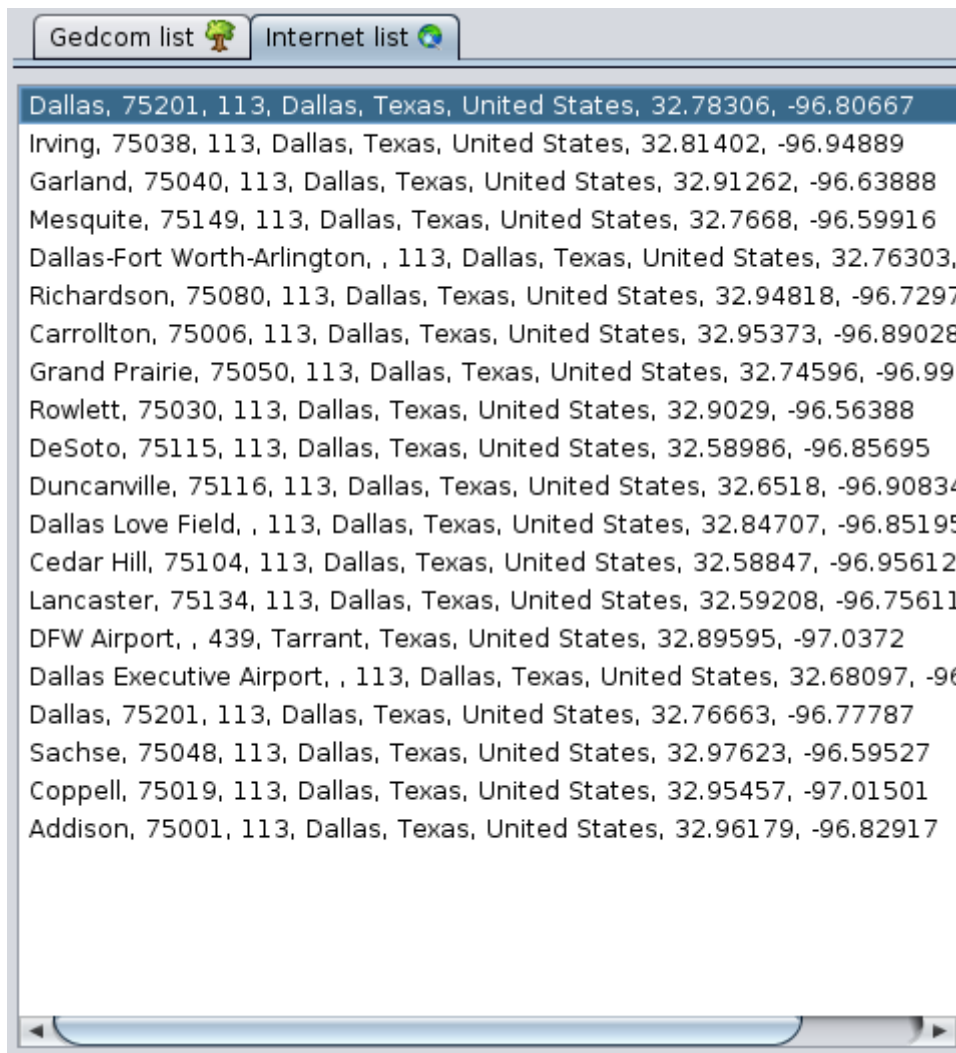 Gedcom list Internet list
Dallas, 75201, 113, Dallas, Texas, United States, 32.78306, -96.80667
Irving, 75038, 113, Dallas, Texas, United States, 32.81402, -96.94889
Garland, 75040, 113, Dallas, Texas, United States, 32.91262, -96.63888
Mesquite, 75149, 113, Dallas, Texas, United States, 32.7668, -96.59916
Dallas-Fort Worth-Arlington, , 113, Dallas, Texas, United States, 32.76303,
Richardson, 75080, 113, Dallas, Texas, United States, 32.94818, -96.7297
Carrollton, 75006, 113, Dallas, Texas, United States, 32.95373, -96.89028
Grand Prairie, 75050, 113, Dallas, Texas, United States, 32.74596, -96.99
Rowlett, 75030, 113, Dallas, Texas, United States, 32.9029, -96.56388
DeSoto, 75115, 113, Dallas, Texas, United States, 32.58986, -96.85695
Duncanville, 75116, 113, Dallas, Texas, United States, 32.6518, -96.90834
Dallas Love Field, , 113, Dallas, Texas, United States, 32.84707, -96.85195
Cedar Hill, 75104, 113, Dallas, Texas, United States, 32.58847, -96.95612
Lancaster, 75134, 113, Dallas, Texas, United States, 32.59208, -96.75611
DFW Airport, , 439, Tarrant, Texas, United States, 32.89595, -97.0372
Dallas Executive Airport, , 113, Dallas, Texas, United States, 32.68097, -96
Dallas, 75201, 113, Dallas, Texas, United States, 32.76663, -96.77787
Sachse, 75048, 113, Dallas, Texas, United States, 32.97623, -96.59527
Coppell, 75019, 113, Dallas, Texas, United States, 32.95457, -97.01501
Addison, 75001, 113, Dallas, Texas, United States, 32.96179, -96.82917